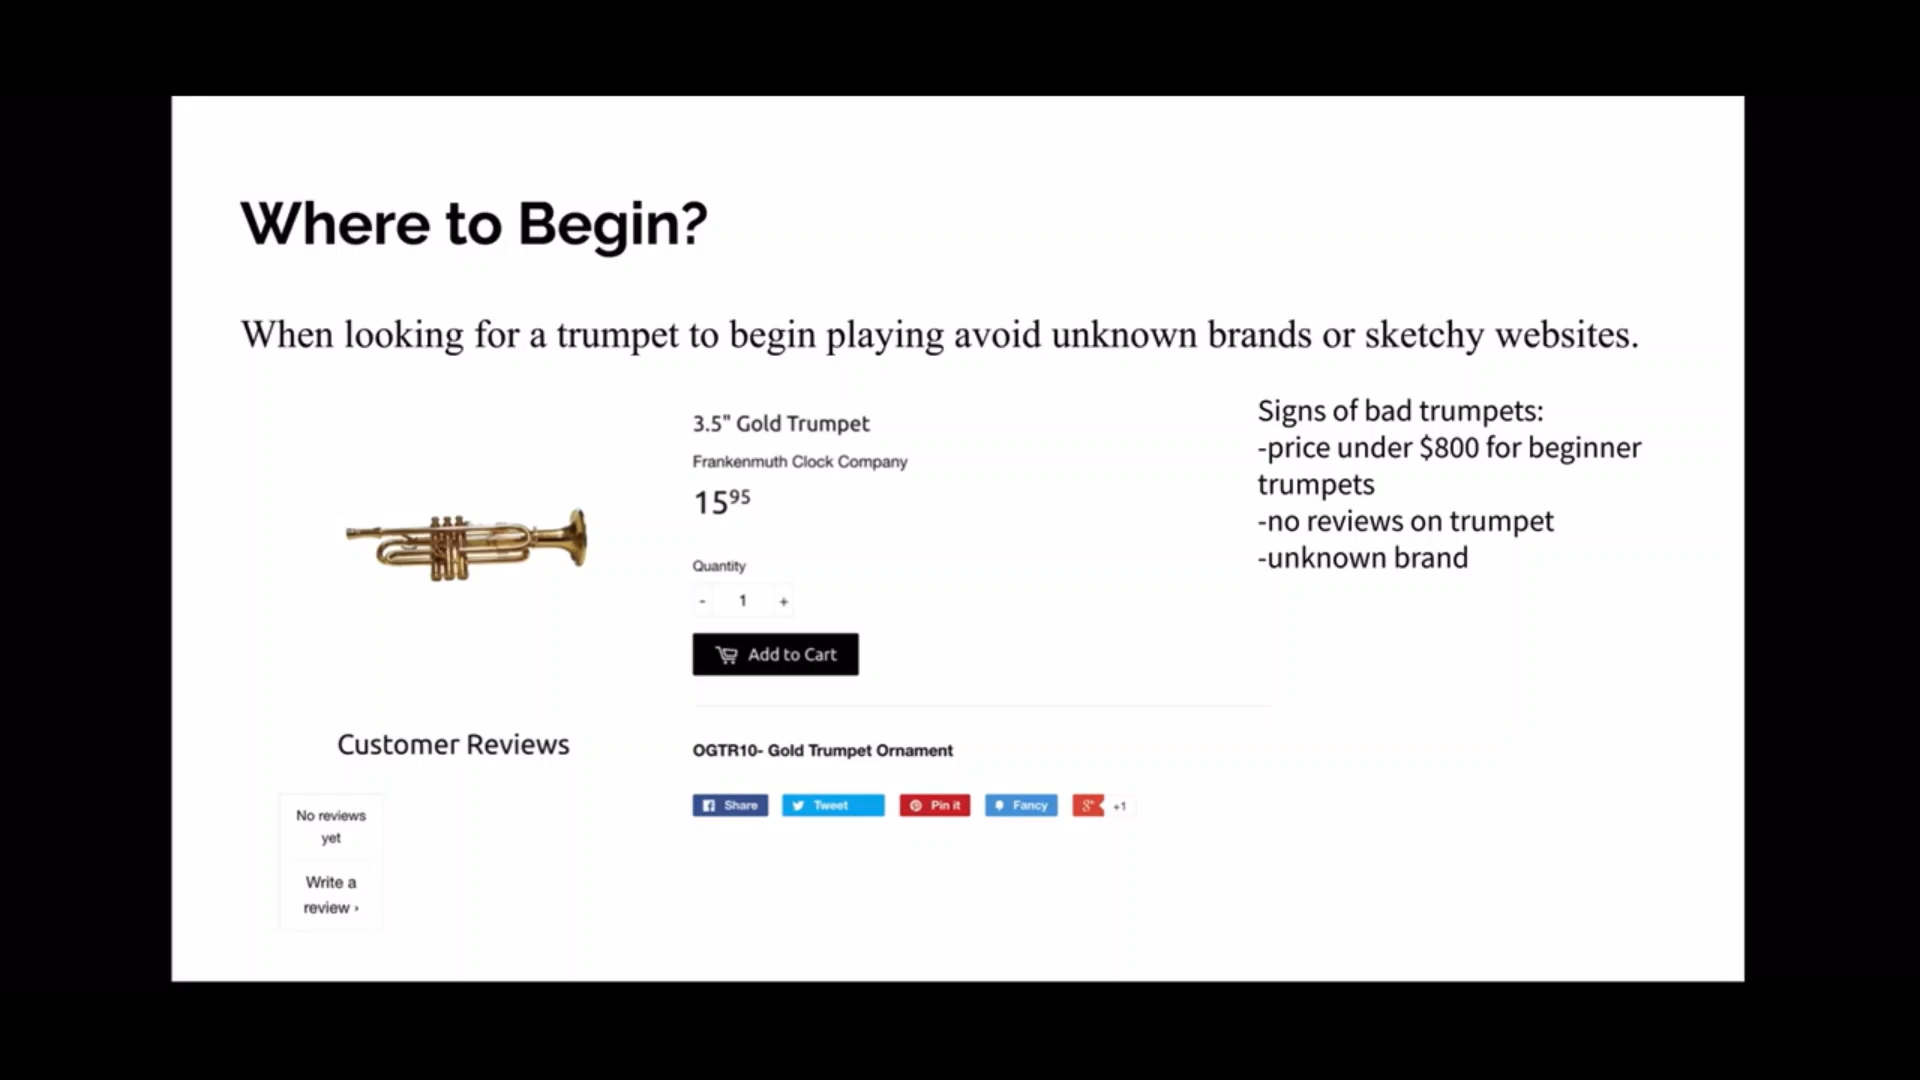 Where to Begin?
When looking for a trumpet to begin playing avoid unknown brands or sketchy websites.
3.5" Gold Trumpet
Frankenmuth Clock Company
15⁹⁵
Quantity
- 1 +
Add to Cart
OGTR10- Gold Trumpet Ornament
Share Tweet Pin it Fancy g+ +1
Customer Reviews
No reviews
yet
Write a
review ›
Signs of bad trumpets:
-price under $800 for beginner
trumpets
-no reviews on trumpet
-unknown brand